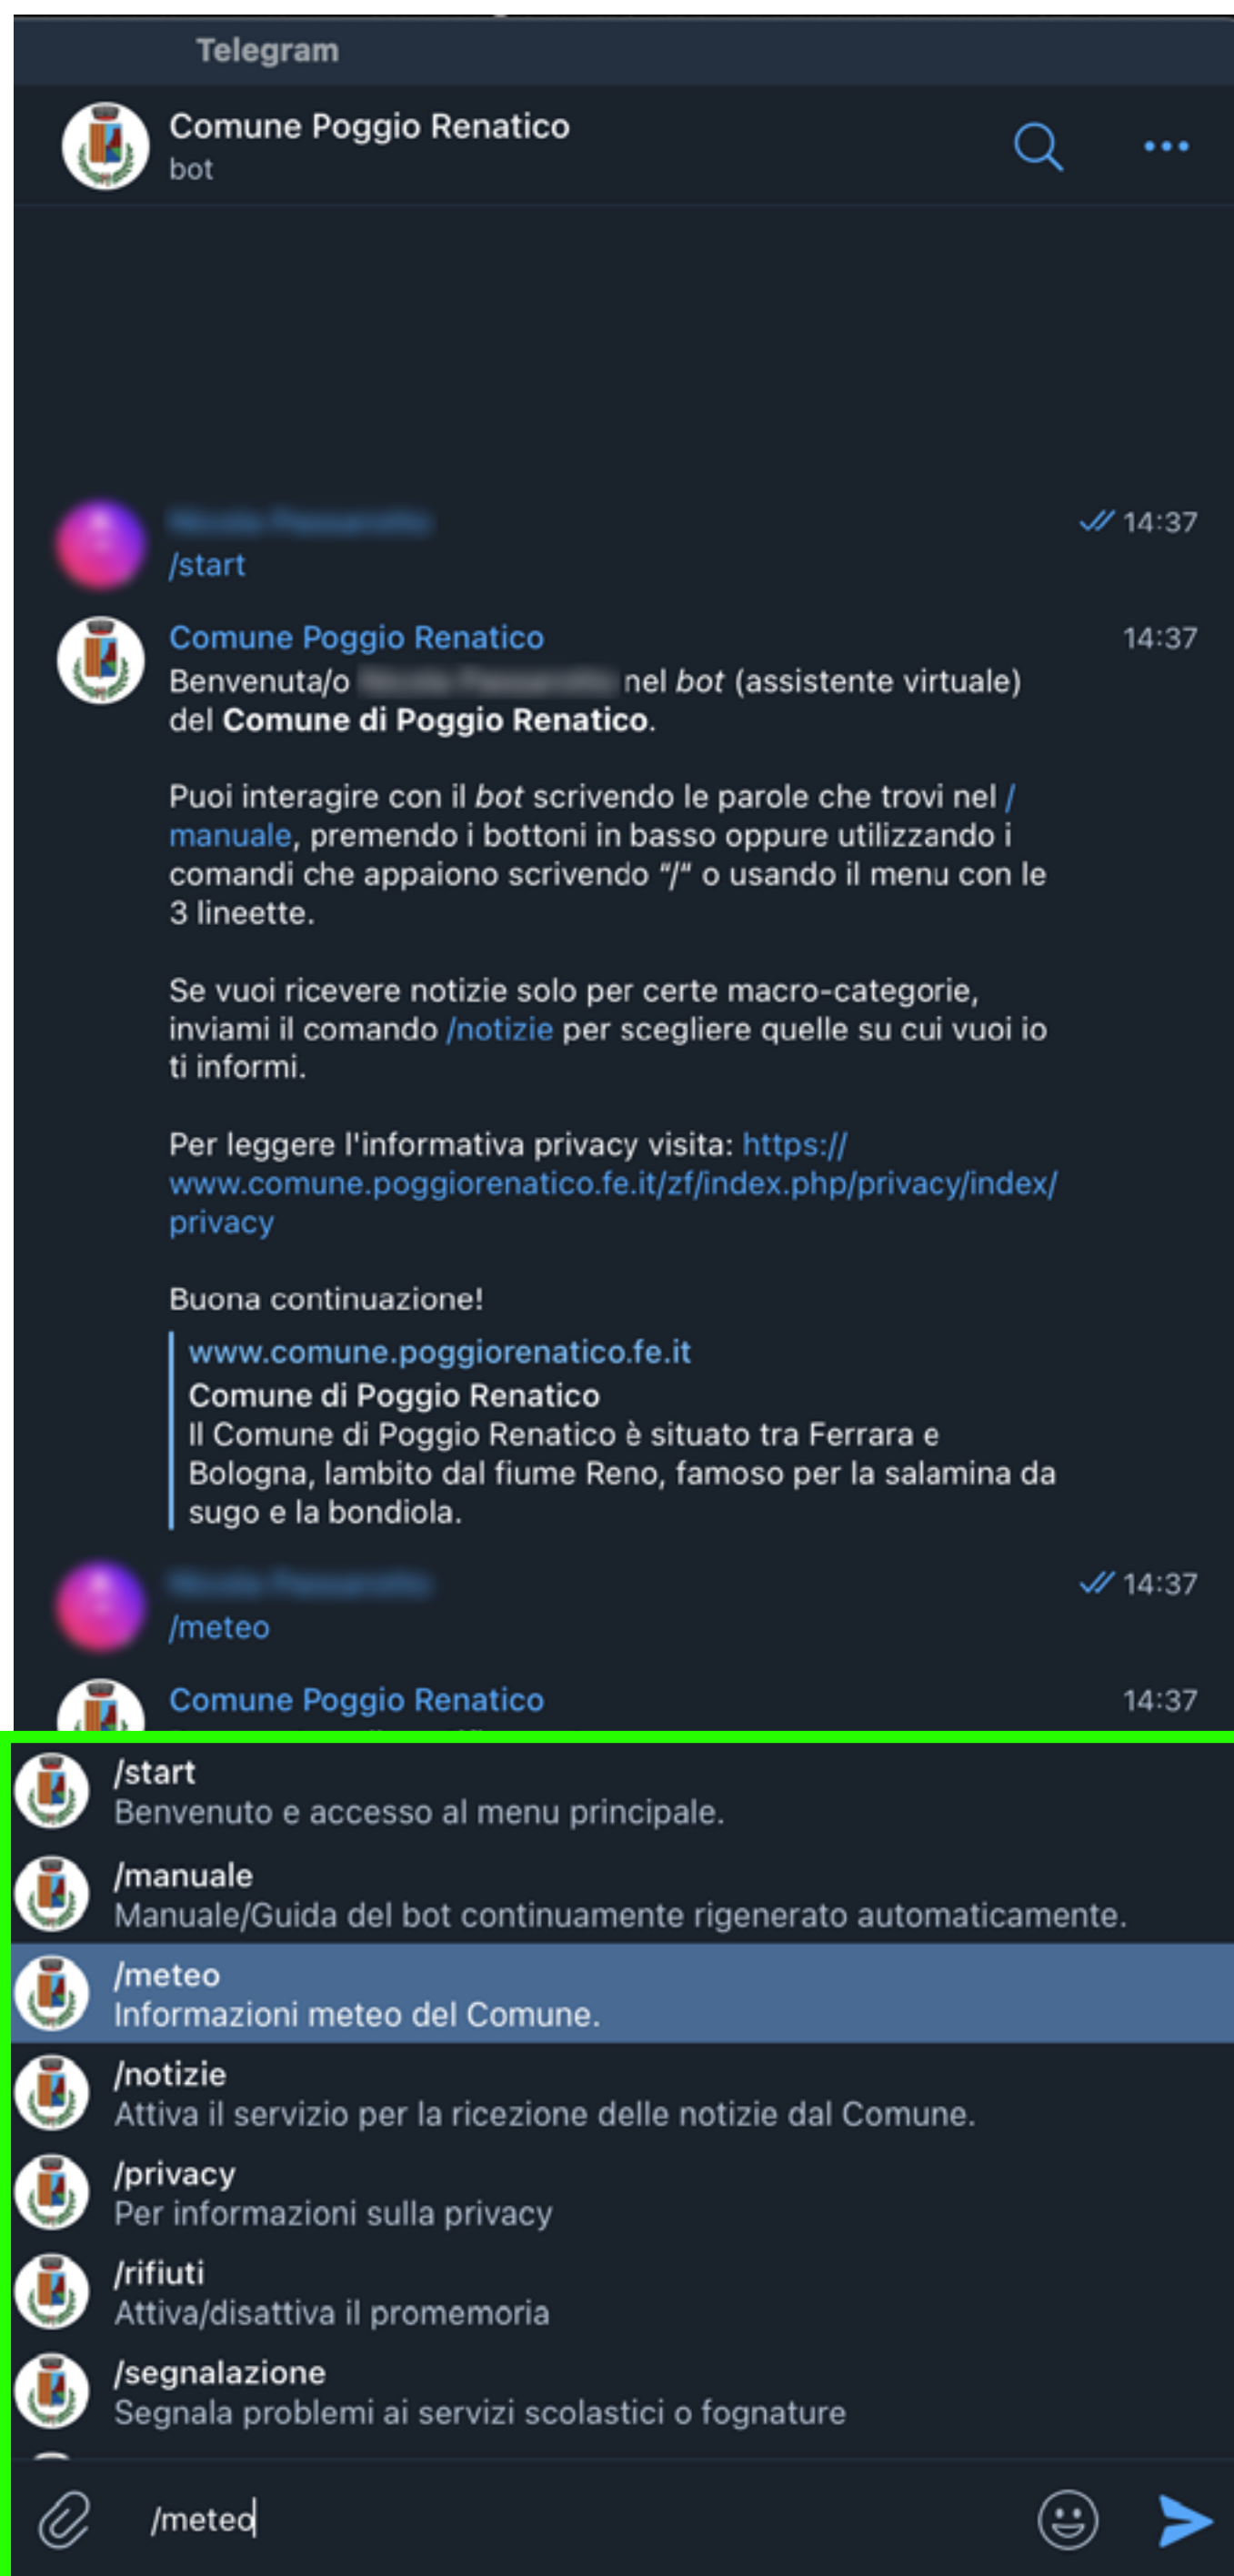 Telegram
Comune Poggio Renatico
bot
14:37
/start
Comune Poggio Renatico 14:37
Benvenuta/o nel bot (assistente virtuale)
del Comune di Poggio Renatico.
Puoi interagire con il bot scrivendo le parole che trovi nel /
manuale, premendo i bottoni in basso oppure utilizzando i
comandi che appaiono scrivendo "/" o usando il menu con le
3 lineette.
Se vuoi ricevere notizie solo per certe macro-categorie,
inviami il comando /notizie per scegliere quelle su cui vuoi io
ti informi.
Per leggere l'informativa privacy visita: https://
www.comune.poggiorenatico.fe.it/zf/index.php/privacy/index/
privacy
Buona continuazione!
www.comune.poggiorenatico.fe.it
Comune di Poggio Renatico
Il Comune di Poggio Renatico è situato tra Ferrara e
Bologna, lambito dal fiume Reno, famoso per la salamina da
sugo e la bondiola.
14:37
/meteo
Comune Poggio Renatico 14:37
/start
Benvenuto e accesso al menu principale.
/manuale
Manuale/Guida del bot continuamente rigenerato automaticamente.
/meteo
Informazioni meteo del Comune.
/notizie
Attiva il servizio per la ricezione delle notizie dal Comune.
/privacy
Per informazioni sulla privacy
/rifiuti
Attiva/disattiva il promemoria
/segnalazione
Segnala problemi ai servizi scolastici o fognature
/meteo